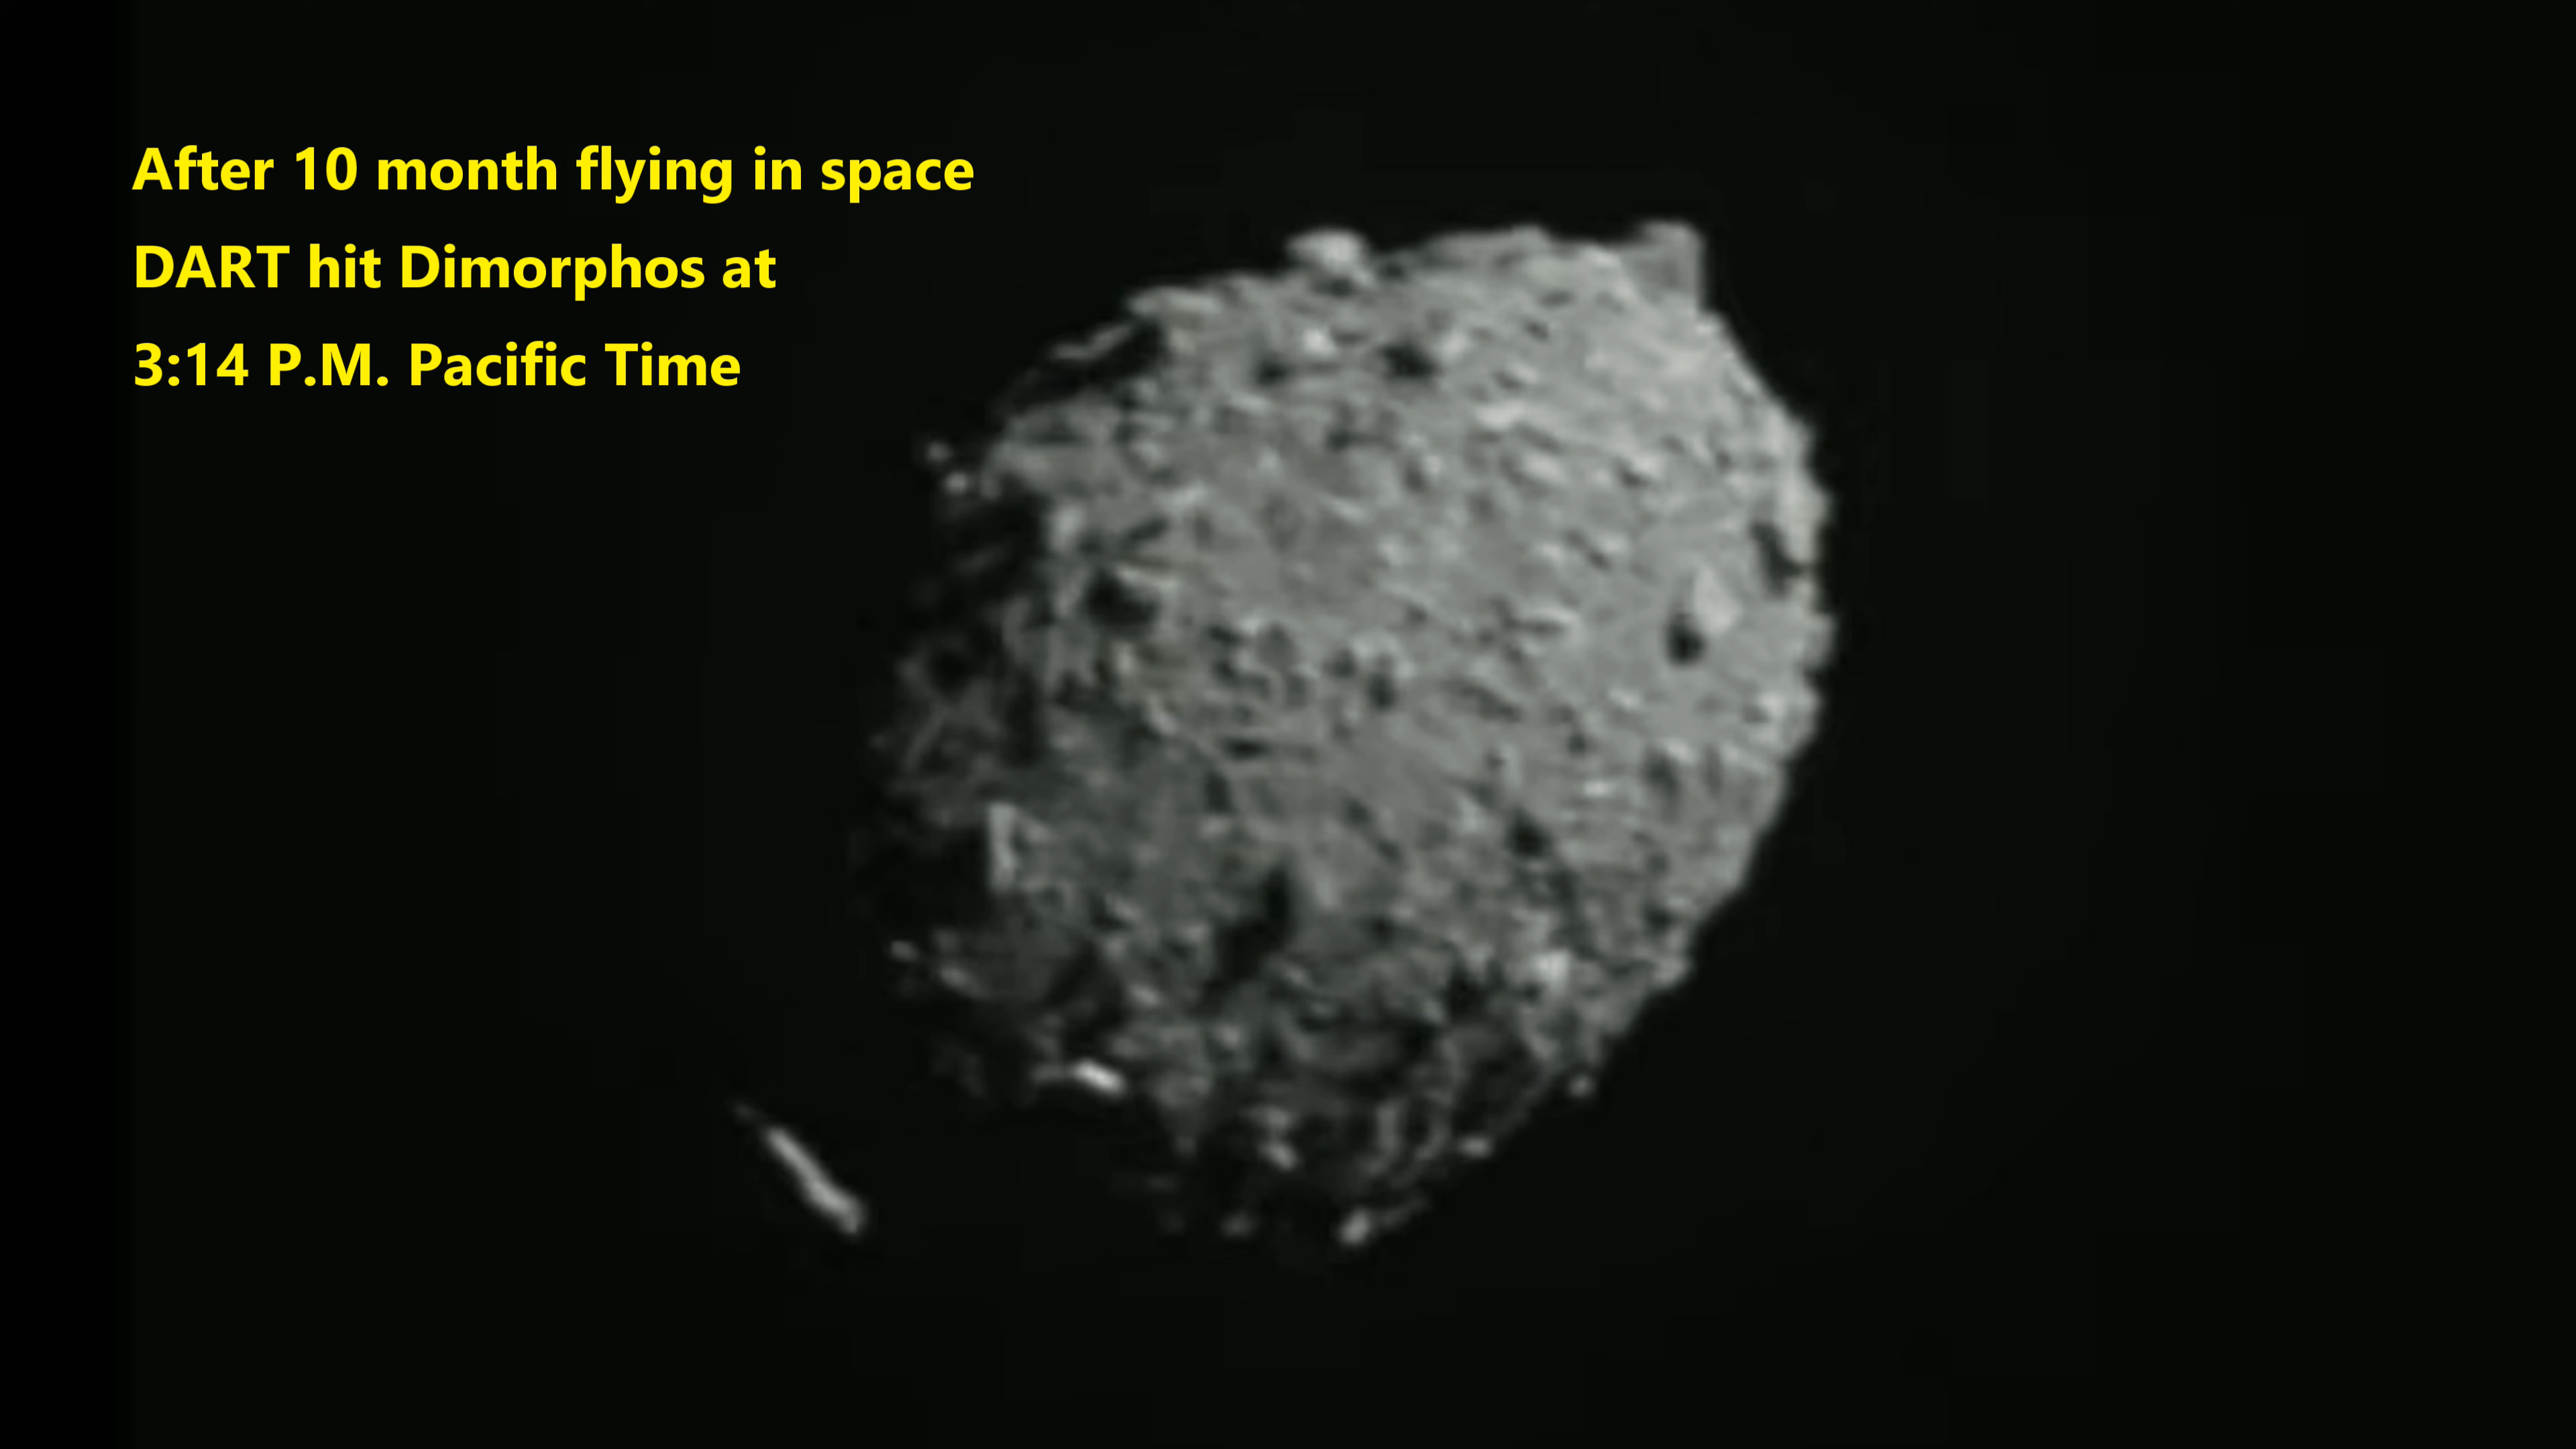 After 10 month flying in space
DART hit Dimorphos at
3:14 P.M. Pacific Time